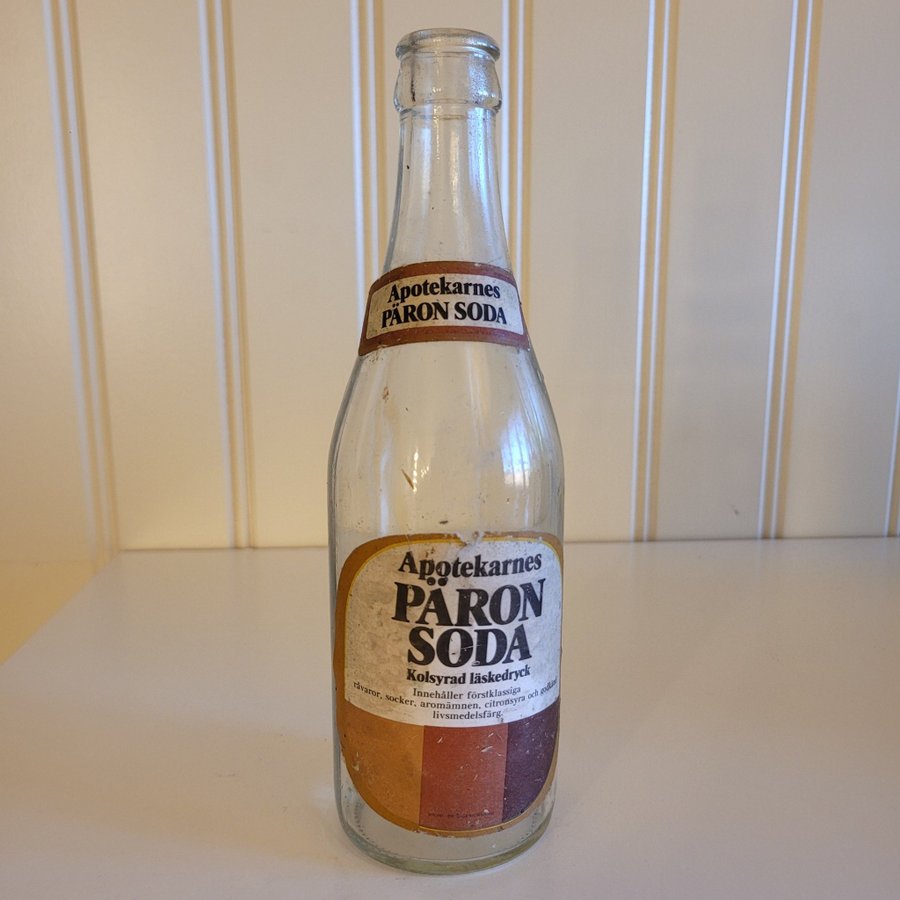 Apotekarnes
PÄRON SODA
Apotekarnes
PÄRON
SODA
Kolsyrad läskedryck
Innehåller förstklassiga
råvaror, socker, aromämnen, citronsyra och
livsmedelsfärg.